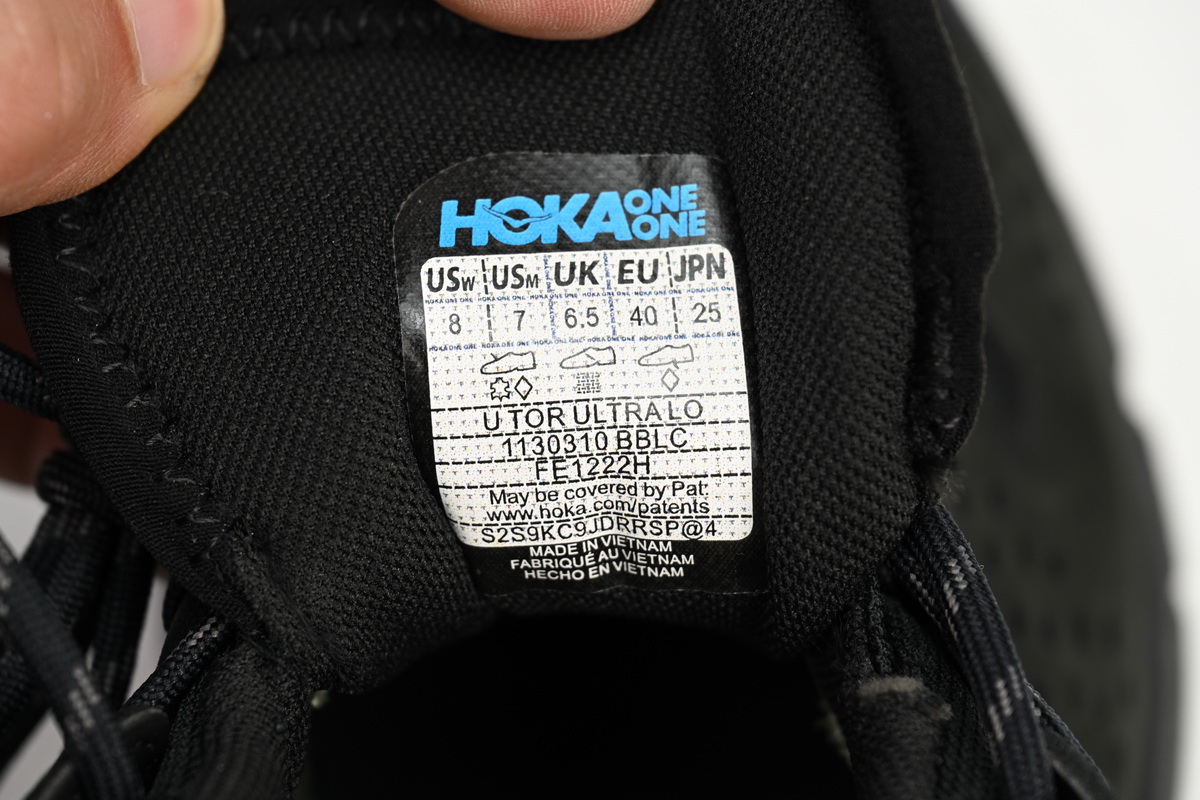 HOKA ONE ONE
USW USM UK EU JPN
8 7 6.5 40 25
U TOR ULTRA LO
1130310 BBLC
FE1222H
May be covered by Pat:
www.hoka.com/patents
S2S9KC9JDRRSP@4
MADE IN VIETNAM
FABRIQUÉ AU VIETNAM
HECHO EN VIETNAM